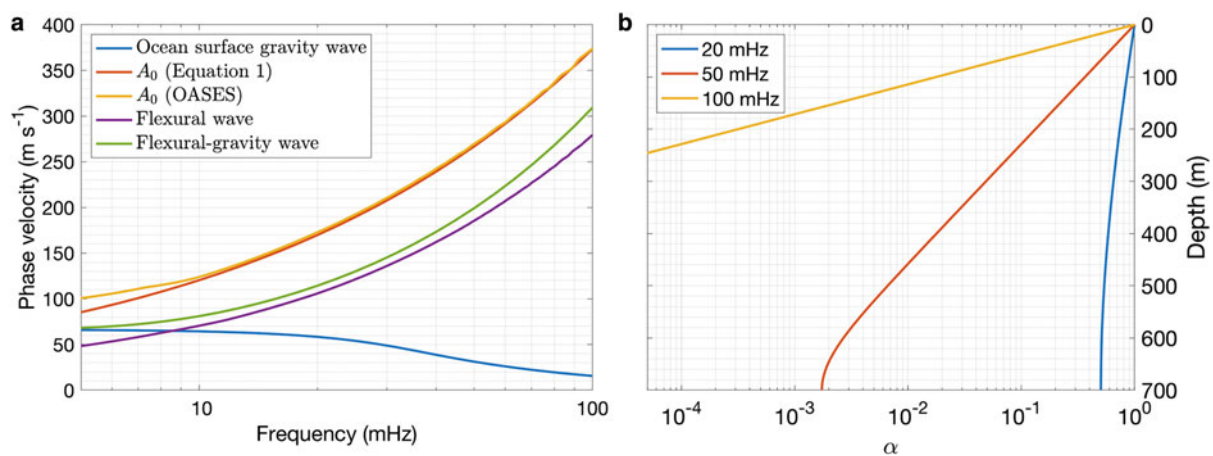 a
400
350
300
250
200
150
100
50
0
Phase velocity (m s⁻¹)
Ocean surface gravity wave
A₀ (Equation 1)
A₀ (OASES)
Flexural wave
Flexural-gravity wave
10
100
Frequency (mHz)
b
20 mHz
50 mHz
100 mHz
0
100
200
300
400
500
600
700
Depth (m)
10⁻⁴
10⁻³
10⁻²
10⁻¹
10⁰
α